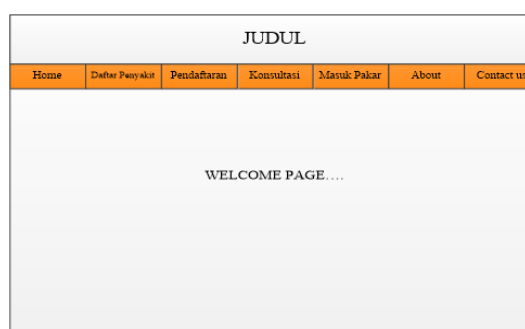 JUDUL
Home Daftar Penyakit Pendaftaran Konsultasi Masuk Pakar About Contact us
WELCOME PAGE....